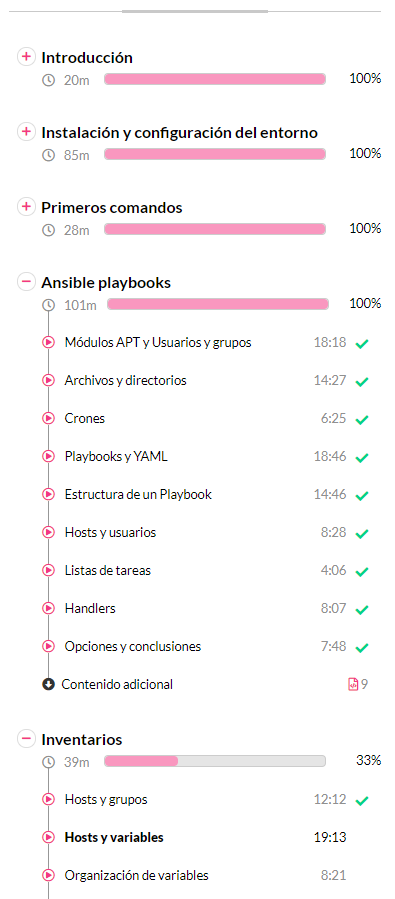 Introducción
20m 100%
Instalación y configuración del entorno
85m 100%
Primeros comandos
28m 100%
Ansible playbooks
101m 100%
Módulos APT y Usuarios y grupos 18:18
Archivos y directorios 14:27
Crones 6:25
Playbooks y YAML 18:46
Estructura de un Playbook 14:46
Hosts y usuarios 8:28
Listas de tareas 4:06
Handlers 8:07
Opciones y conclusiones 7:48
Contenido adicional 9
Inventarios
39m 33%
Hosts y grupos 12:12
Hosts y variables 19:13
Organización de variables 8:21